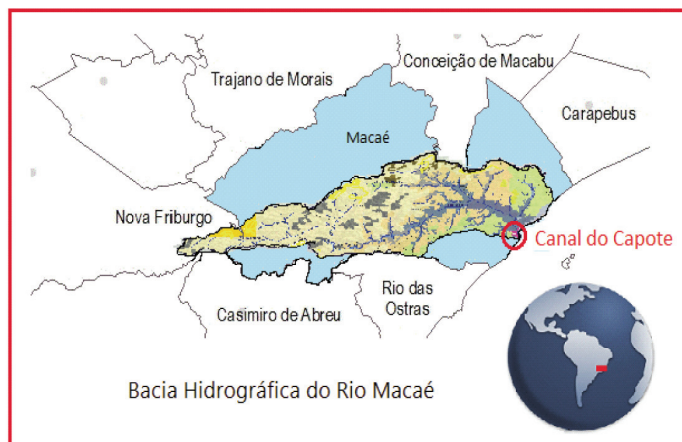 Conceição de Macabu
Trajano de Morais
Carapebus
Macaé
Nova Friburgo
Canal do Capote
Rio das
Ostras
Casimiro de Abreu
Bacia Hidrográfica do Rio Macaé